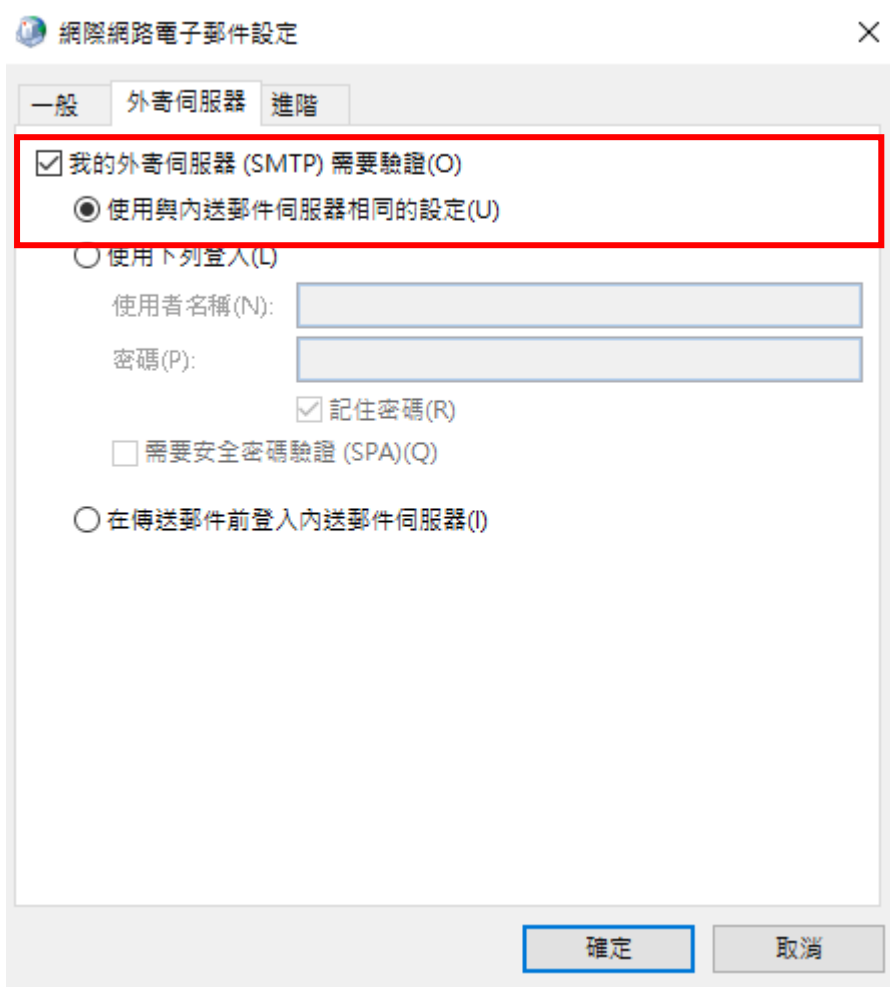 網際網路電子郵件設定
一般 外寄伺服器 進階
我的外寄伺服器 (SMTP) 需要驗證(O)
使用與內送郵件伺服器相同的設定(U)
使用下列登入(L)
使用者名稱(N):
密碼(P):
記住密碼(R)
需要安全密碼驗證 (SPA)(Q)
在傳送郵件前登入內送郵件伺服器(I)
確定 取消